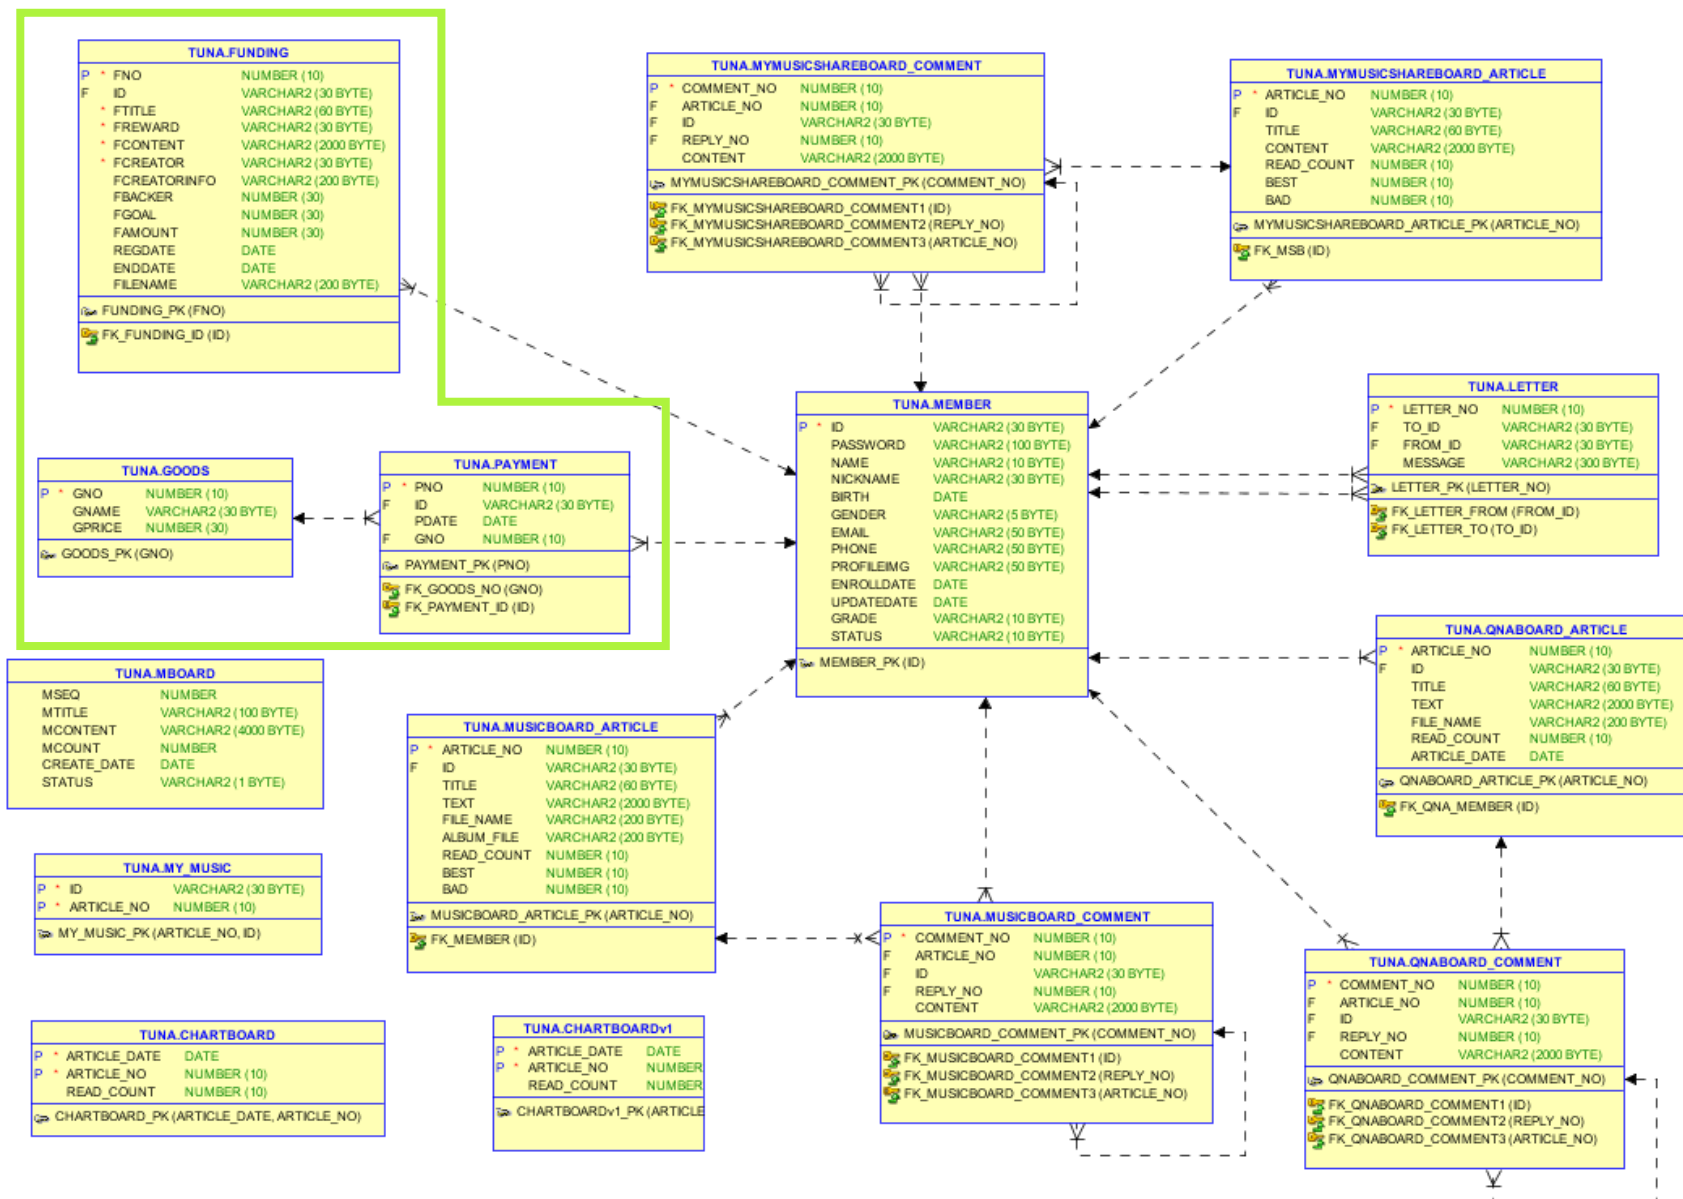 TUNA.FUNDING
P * FNO NUMBER (10)
F ID VARCHAR2 (30 BYTE)
* FTITLE VARCHAR2 (60 BYTE)
* FREWARD VARCHAR2 (30 BYTE)
* FCONTENT VARCHAR2 (2000 BYTE)
* FCREATOR VARCHAR2 (30 BYTE)
FCREATORINFO VARCHAR2 (200 BYTE)
FBACKER NUMBER (30)
FGOAL NUMBER (30)
FAMOUNT NUMBER (30)
REGDATE DATE
ENDDATE DATE
FILENAME VARCHAR2 (200 BYTE)
FUNDING_PK (FNO)
FK_FUNDING_ID (ID)
TUNA.MYMUSICSHAREBOARD_COMMENT
P * COMMENT_NO NUMBER (10)
F ARTICLE_NO NUMBER (10)
F ID VARCHAR2 (30 BYTE)
F REPLY_NO NUMBER (10)
CONTENT VARCHAR2 (2000 BYTE)
MYMUSICSHAREBOARD_COMMENT_PK (COMMENT_NO)
FK_MYMUSICSHAREBOARD_COMMENT1 (ID)
FK_MYMUSICSHAREBOARD_COMMENT2 (REPLY_NO)
FK_MYMUSICSHAREBOARD_COMMENT3 (ARTICLE_NO)
TUNA.MYMUSICSHAREBOARD_ARTICLE
P * ARTICLE_NO NUMBER (10)
F ID VARCHAR2 (30 BYTE)
TITLE VARCHAR2 (60 BYTE)
CONTENT VARCHAR2 (2000 BYTE)
READ_COUNT NUMBER (10)
BEST NUMBER (10)
BAD NUMBER (10)
MYMUSICSHAREBOARD_ARTICLE_PK (ARTICLE_NO)
FK_MSB (ID)
TUNA.GOODS
P * GNO NUMBER (10)
GNAME VARCHAR2 (30 BYTE)
GPRICE NUMBER (30)
GOODS_PK (GNO)
TUNA.PAYMENT
P * PNO NUMBER (10)
F ID VARCHAR2 (30 BYTE)
PDATE DATE
F GNO NUMBER (10)
PAYMENT_PK (PNO)
FK_GOODS_NO (GNO)
FK_PAYMENT_ID (ID)
TUNA.MEMBER
P * ID VARCHAR2 (30 BYTE)
PASSWORD VARCHAR2 (100 BYTE)
NAME VARCHAR2 (10 BYTE)
NICKNAME VARCHAR2 (30 BYTE)
BIRTH DATE
GENDER VARCHAR2 (5 BYTE)
EMAIL VARCHAR2 (50 BYTE)
PHONE VARCHAR2 (50 BYTE)
PROFILEIMG VARCHAR2 (50 BYTE)
ENROLLDATE DATE
UPDATEDATE DATE
GRADE VARCHAR2 (10 BYTE)
STATUS VARCHAR2 (10 BYTE)
MEMBER_PK (ID)
TUNA.LETTER
P * LETTER_NO NUMBER (10)
F TO_ID VARCHAR2 (30 BYTE)
F FROM_ID VARCHAR2 (30 BYTE)
MESSAGE VARCHAR2 (300 BYTE)
LETTER_PK (LETTER_NO)
FK_LETTER_FROM (FROM_ID)
FK_LETTER_TO (TO_ID)
TUNA.MBOARD
MSEQ NUMBER
MTITLE VARCHAR2 (100 BYTE)
MCONTENT VARCHAR2 (4000 BYTE)
MCOUNT NUMBER
CREATE_DATE DATE
STATUS VARCHAR2 (1 BYTE)
TUNA.MUSICBOARD_ARTICLE
P * ARTICLE_NO NUMBER (10)
F ID VARCHAR2 (30 BYTE)
TITLE VARCHAR2 (60 BYTE)
TEXT VARCHAR2 (2000 BYTE)
FILE_NAME VARCHAR2 (200 BYTE)
ALBUM_FILE VARCHAR2 (200 BYTE)
READ_COUNT NUMBER (10)
BEST NUMBER (10)
BAD NUMBER (10)
MUSICBOARD_ARTICLE_PK (ARTICLE_NO)
FK_MEMBER (ID)
TUNA.QNABOARD_ARTICLE
P * ARTICLE_NO NUMBER (10)
F ID VARCHAR2 (30 BYTE)
TITLE VARCHAR2 (60 BYTE)
TEXT VARCHAR2 (2000 BYTE)
FILE_NAME VARCHAR2 (200 BYTE)
READ_COUNT NUMBER (10)
ARTICLE_DATE DATE
QNABOARD_ARTICLE_PK (ARTICLE_NO)
FK_QNA_MEMBER (ID)
TUNA.MY_MUSIC
P * ID VARCHAR2 (30 BYTE)
P * ARTICLE_NO NUMBER (10)
MY_MUSIC_PK (ARTICLE_NO, ID)
TUNA.MUSICBOARD_COMMENT
P * COMMENT_NO NUMBER (10)
F ARTICLE_NO NUMBER (10)
F ID VARCHAR2 (30 BYTE)
F REPLY_NO NUMBER (10)
CONTENT VARCHAR2 (2000 BYTE)
MUSICBOARD_COMMENT_PK (COMMENT_NO)
FK_MUSICBOARD_COMMENT1 (ID)
FK_MUSICBOARD_COMMENT2 (REPLY_NO)
FK_MUSICBOARD_COMMENT3 (ARTICLE_NO)
TUNA.QNABOARD_COMMENT
P * COMMENT_NO NUMBER (10)
F ARTICLE_NO NUMBER (10)
F ID VARCHAR2 (30 BYTE)
F REPLY_NO NUMBER (10)
CONTENT VARCHAR2 (2000 BYTE)
QNABOARD_COMMENT_PK (COMMENT_NO)
FK_QNABOARD_COMMENT1 (ID)
FK_QNABOARD_COMMENT2 (REPLY_NO)
FK_QNABOARD_COMMENT3 (ARTICLE_NO)
TUNA.CHARTBOARD
P * ARTICLE_DATE DATE
P * ARTICLE_NO NUMBER (10)
READ_COUNT NUMBER (10)
CHARTBOARD_PK (ARTICLE_DATE, ARTICLE_NO)
TUNA.CHARTBOARDv1
P * ARTICLE_DATE DATE
P * ARTICLE_NO NUMBER
READ_COUNT NUMBER
CHARTBOARDv1_PK (ARTICLE